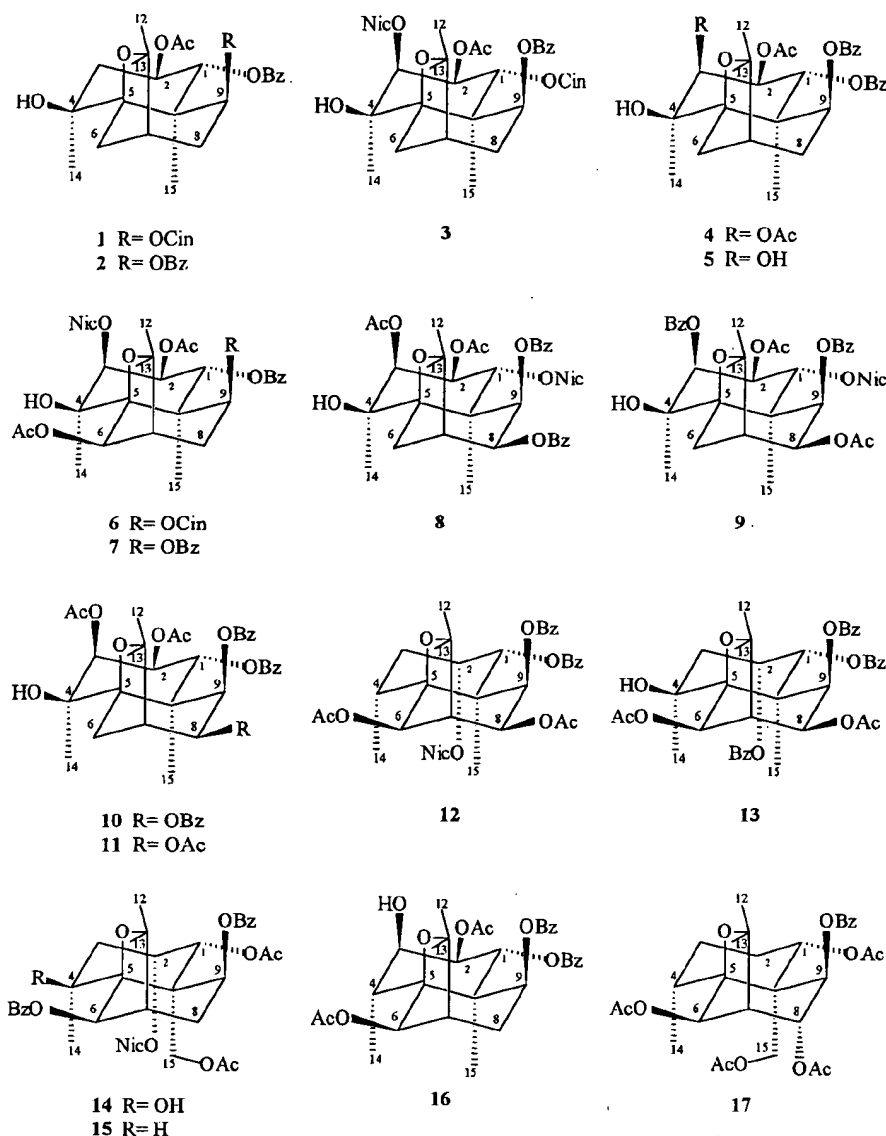 12 R
O OAc
13 1 OBz
HO 4 5 2 9
6 8
14 15
1 R= OCin
2 R= OBz
NicO 12 OBz
O OAc
13 1 OCin
HO 4 5 2 9
6 8
14 15
3
R 12 OBz
O OAc
13 1 OBz
HO 4 5 2 9
6 8
14 15
4 R= OAc
5 R= OH
NicO 12 R
O OAc
13 1 OBz
HO 4 5 2 9
AcO 6 8
14 15
6 R= OCin
7 R= OBz
AcO 12 OBz
O OAc
13 1 ONic
HO 4 5 2 9
6 8 OBz
14 15
8
BzO 12 OBz
O OAc
13 1 ONic
HO 4 5 2 9
6 8 OAc
14 15
9
AcO 12 OBz
O OAc
13 1 OBz
HO 4 5 2 9
6 8 R
14 15
10 R= OBz
11 R= OAc
12 OBz
O 13 1 OBz
4 5 2 9
AcO 6 8 OAc
14 NicO 15
12
12 OBz
O 13 1 OBz
HO 4 5 2 9
AcO 6 8 OAc
14 BzO 15
13
12 OBz
O 13 1 OAc
R 4 5 2 9
BzO 6 8
14 NicO 15 OAc
14 R= OH
15 R= H
HO 12 OBz
O OAc
13 1 OBz
4 5 2 9
AcO 6 8
14 15
16
12 OBz
O 13 1 OAc
4 5 2 9
AcO 6 8
14 15
AcO OAc
17